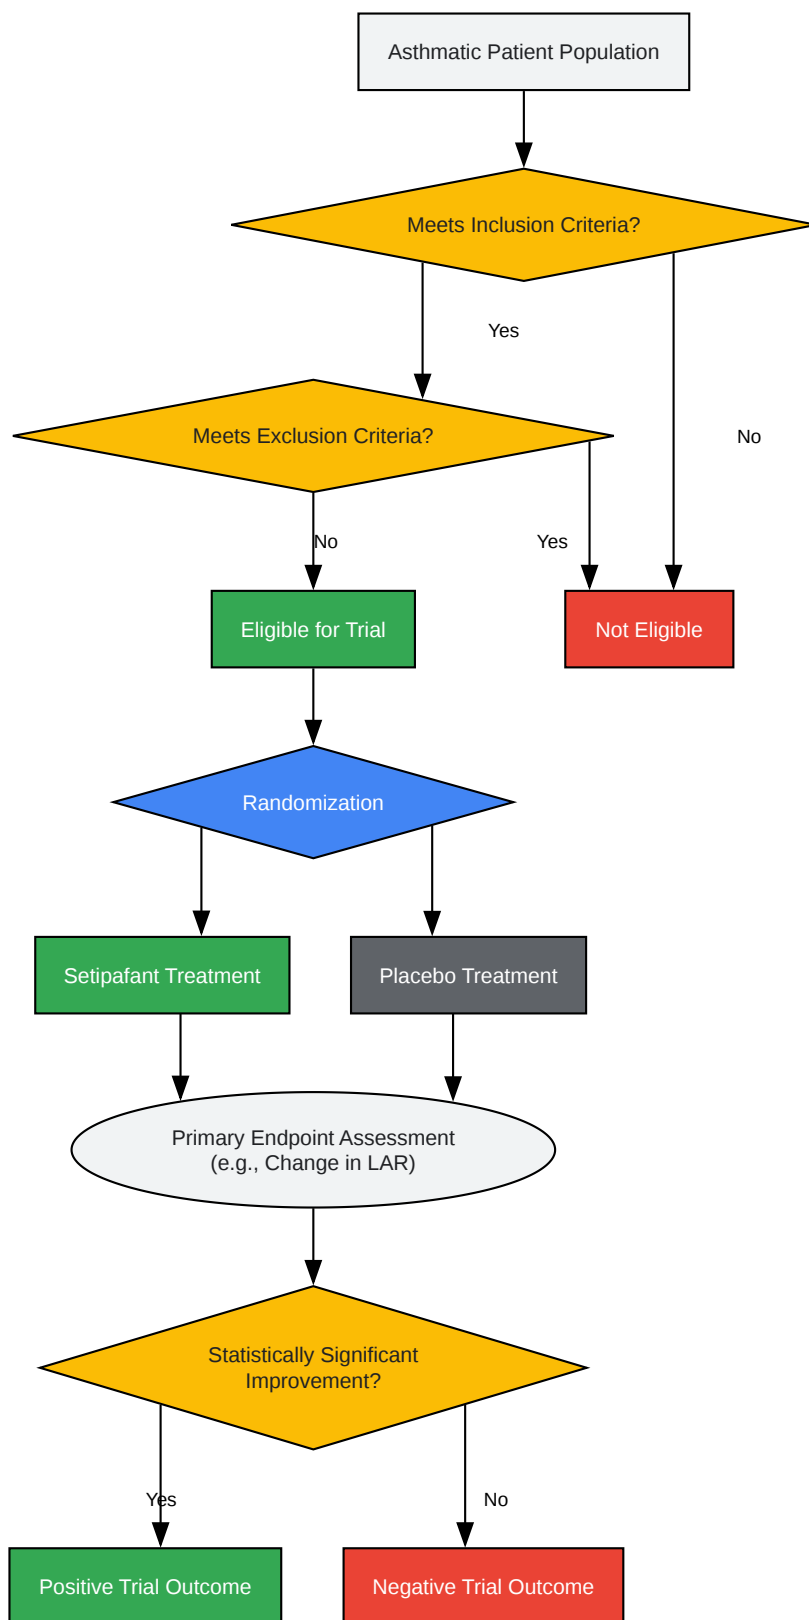 Asthmatic Patient Population
Meets Inclusion Criteria?
Yes
Meets Exclusion Criteria?
No
No
Yes
Eligible for Trial
Not Eligible
Randomization
Setipafant Treatment
Placebo Treatment
Primary Endpoint Assessment
(e.g., Change in LAR)
Statistically Significant
Improvement?
Yes
No
Positive Trial Outcome
Negative Trial Outcome